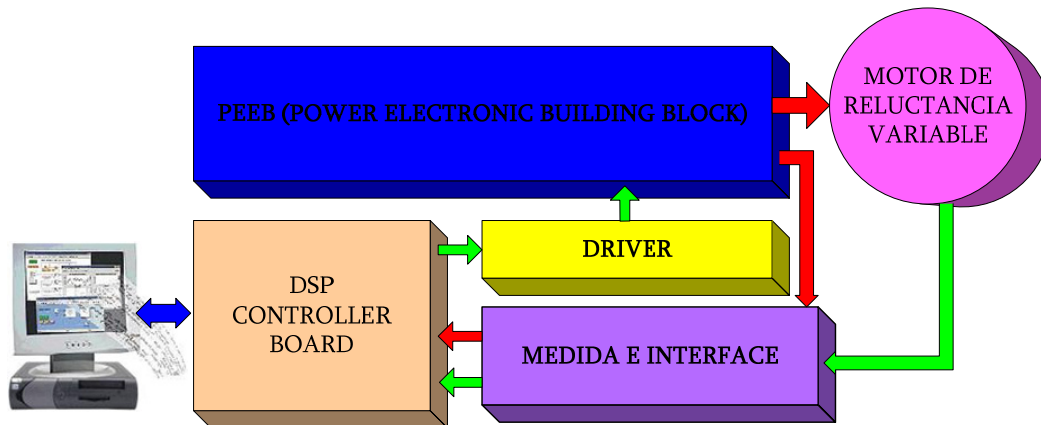 PEEB (POWER ELECTRONIC BUILDING BLOCK)
MOTOR DE
RELUCTANCIA
VARIABLE
DRIVER
DSP
CONTROLLER
BOARD
MEDIDA E INTERFACE